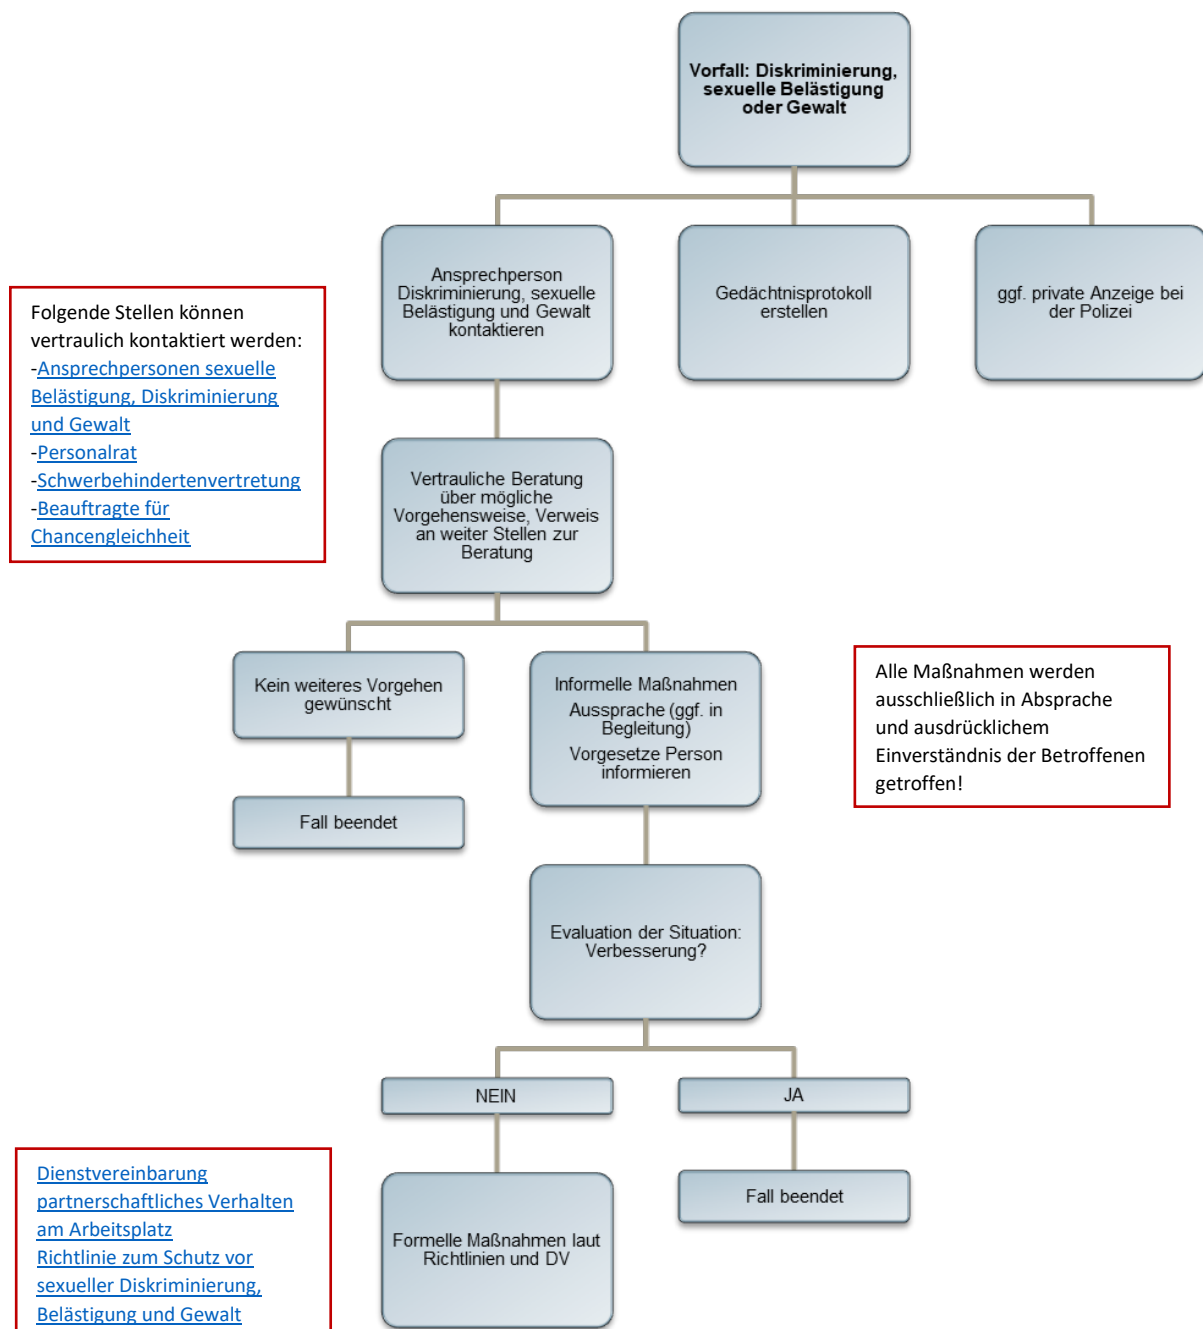 Vorfall: Diskriminierung,
sexuelle Belästigung
oder Gewalt
Ansprechperson
Diskriminierung, sexuelle
Belästigung und Gewalt
kontaktieren
Gedächtnisprotokoll
erstellen
ggf. private Anzeige bei
der Polizei
Folgende Stellen können
vertraulich kontaktiert werden:
-Ansprechpersonen sexuelle
Belästigung, Diskriminierung
und Gewalt
-Personalrat
-Schwerbehindertenvertretung
-Beauftragte für
Chancengleichheit
Vertrauliche Beratung
über mögliche
Vorgehensweise, Verweis
an weiter Stellen zur
Beratung
Kein weiteres Vorgehen
gewünscht
Informelle Maßnahmen
Aussprache (ggf. in
Begleitung)
Vorgesetze Person
informieren
Alle Maßnahmen werden
ausschließlich in Absprache
und ausdrücklichem
Einverständnis der Betroffenen
getroffen!
Fall beendet
Evaluation der Situation:
Verbesserung?
NEIN
JA
Formelle Maßnahmen laut
Richtlinien und DV
Fall beendet
Dienstvereinbarung
partnerschaftliches Verhalten
am Arbeitsplatz
Richtlinie zum Schutz vor
sexueller Diskriminierung,
Belästigung und Gewalt